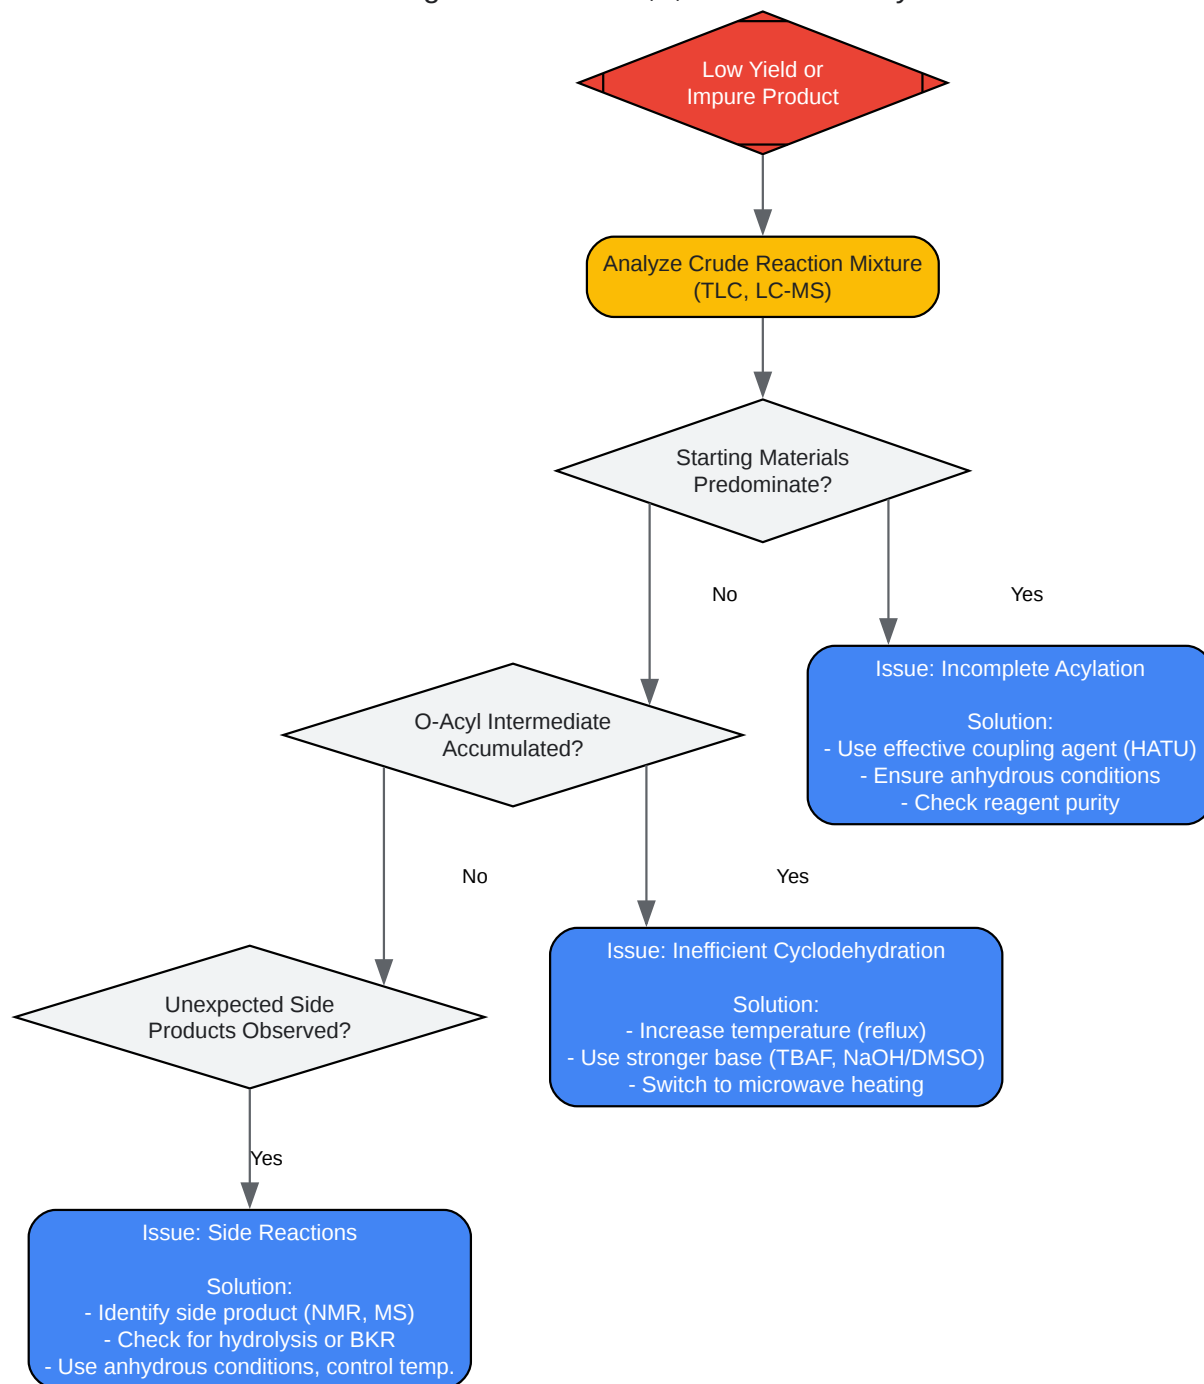 Low Yield or
Impure Product
Analyze Crude Reaction Mixture
(TLC, LC-MS)
Starting Materials
Predominate?
No
Yes
Issue: Incomplete Acylation
Solution:
- Use effective coupling agent (HATU)
- Ensure anhydrous conditions
- Check reagent purity
O-Acyl Intermediate
Accumulated?
No
Yes
Issue: Inefficient Cyclodehydration
Solution:
- Increase temperature (reflux)
- Use stronger base (TBAF, NaOH/DMSO)
- Switch to microwave heating
Unexpected Side
Products Observed?
Yes
Issue: Side Reactions
Solution:
- Identify side product (NMR, MS)
- Check for hydrolysis or BKR
- Use anhydrous conditions, control temp.